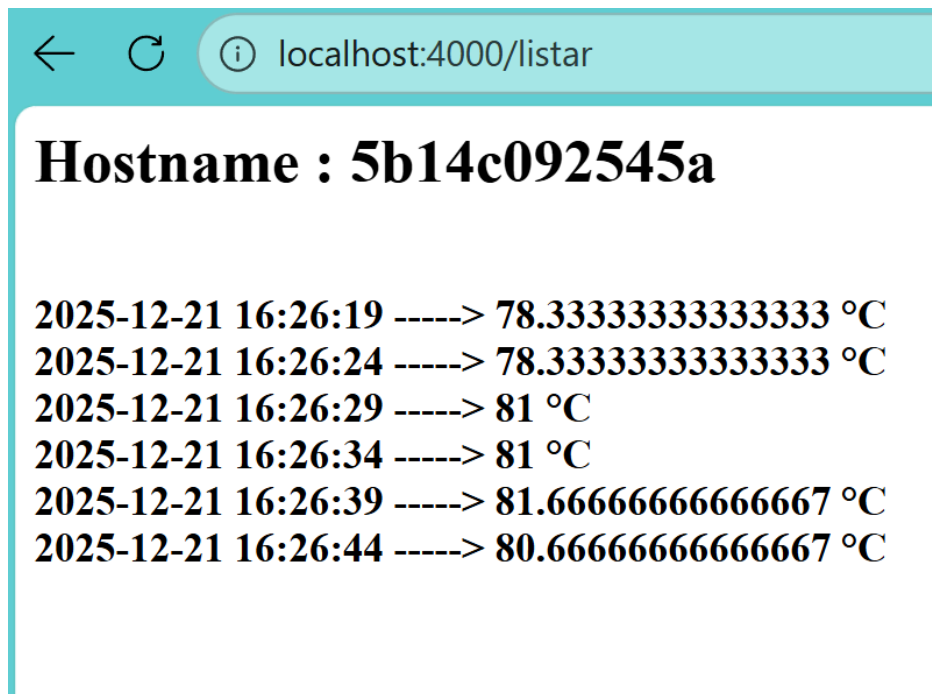 localhost:4000/listar
Hostname : 5b14c092545a
2025-12-21 16:26:19 -----> 78.33333333333333 °C
2025-12-21 16:26:24 -----> 78.33333333333333 °C
2025-12-21 16:26:29 -----> 81 °C
2025-12-21 16:26:34 -----> 81 °C
2025-12-21 16:26:39 -----> 81.66666666666667 °C
2025-12-21 16:26:44 -----> 80.66666666666667 °C